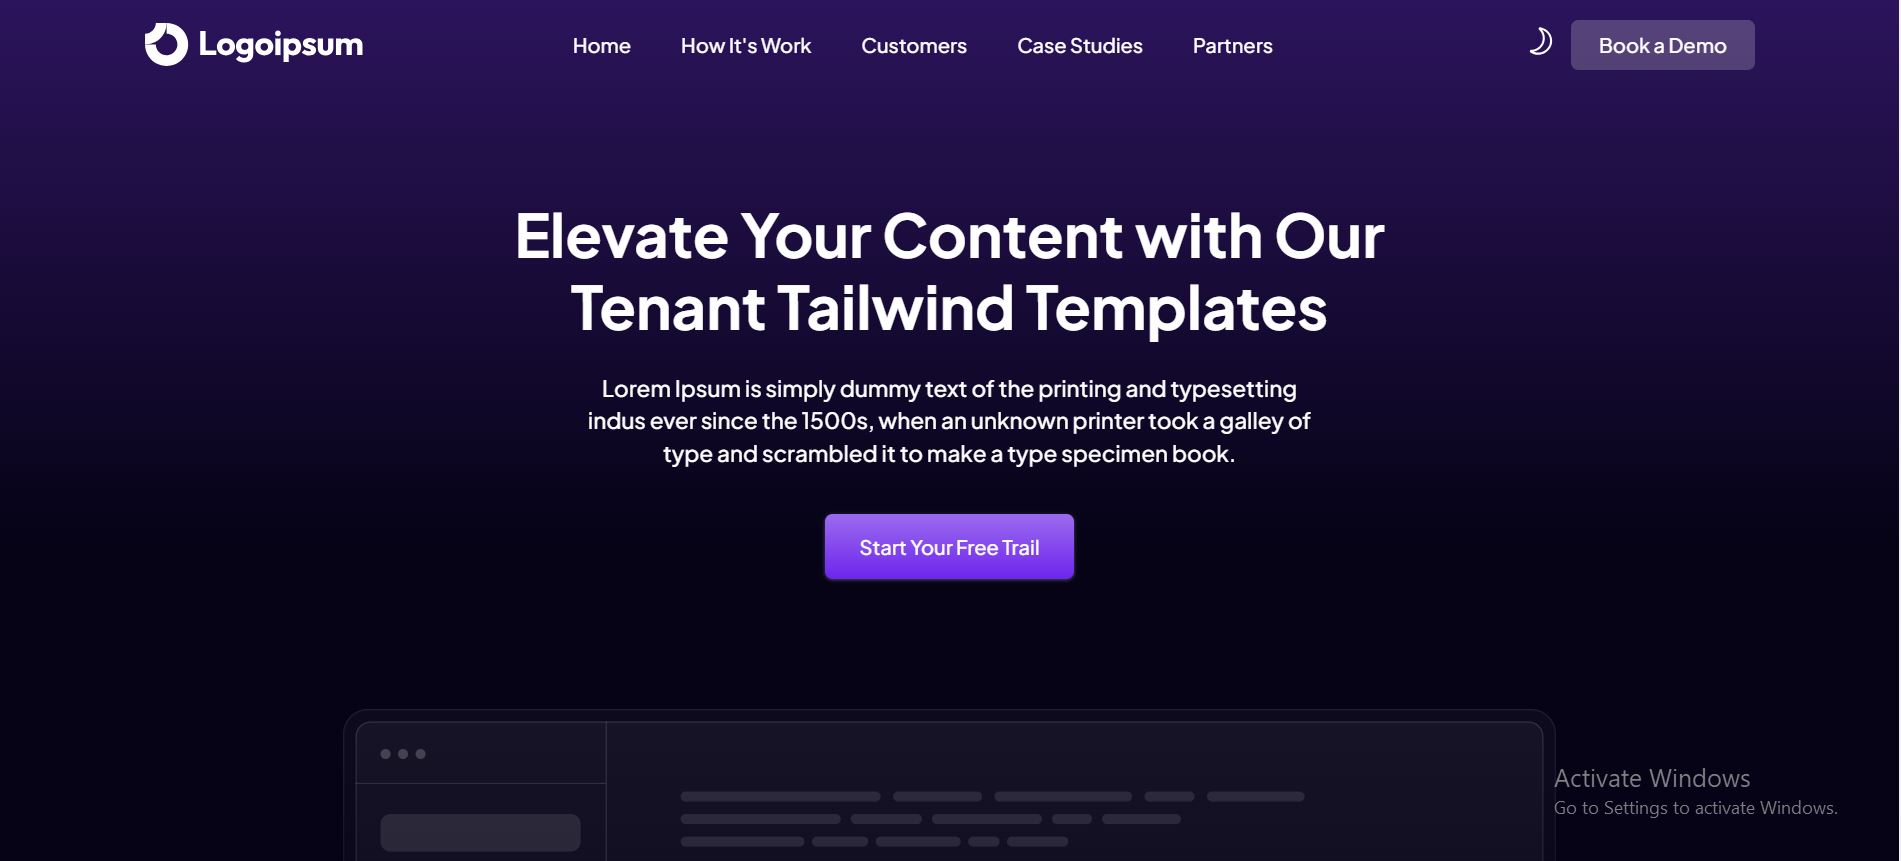 Logoipsum
Home
How It's Work
Customers
Case Studies
Partners
Book a Demo
Elevate Your Content with Our
Tenant Tailwind Templates
Lorem Ipsum is simply dummy text of the printing and typesetting
indus ever since the 1500s, when an unknown printer took a galley of
type and scrambled it to make a type specimen book.
Start Your Free Trail
Activate Windows
Go to Settings to activate Windows.